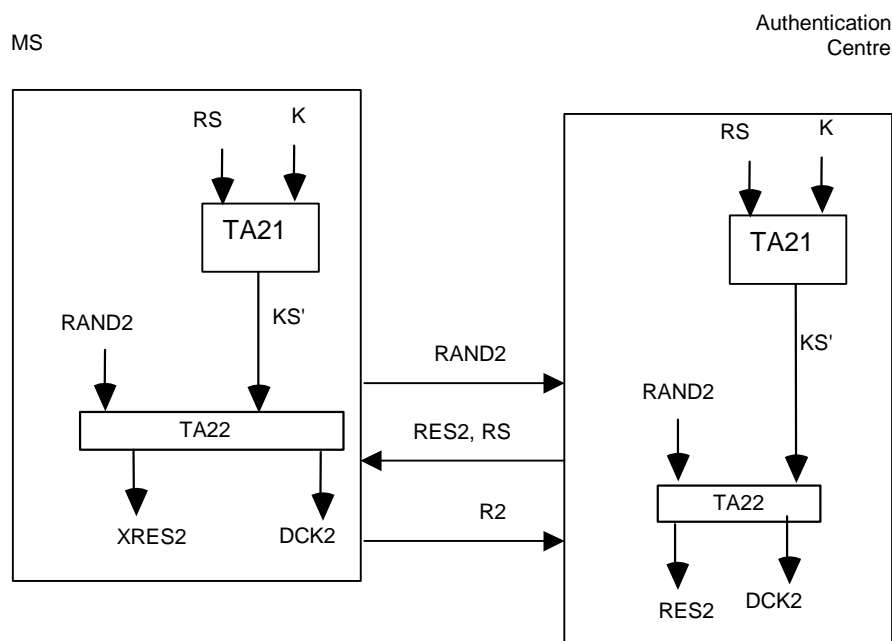 MS
Authentication
Centre
RS
K
TA21
KS'
RAND2
TA22
XRES2
DCK2
RAND2
RES2, RS
R2
RS
K
TA21
KS'
RAND2
TA22
RES2
DCK2